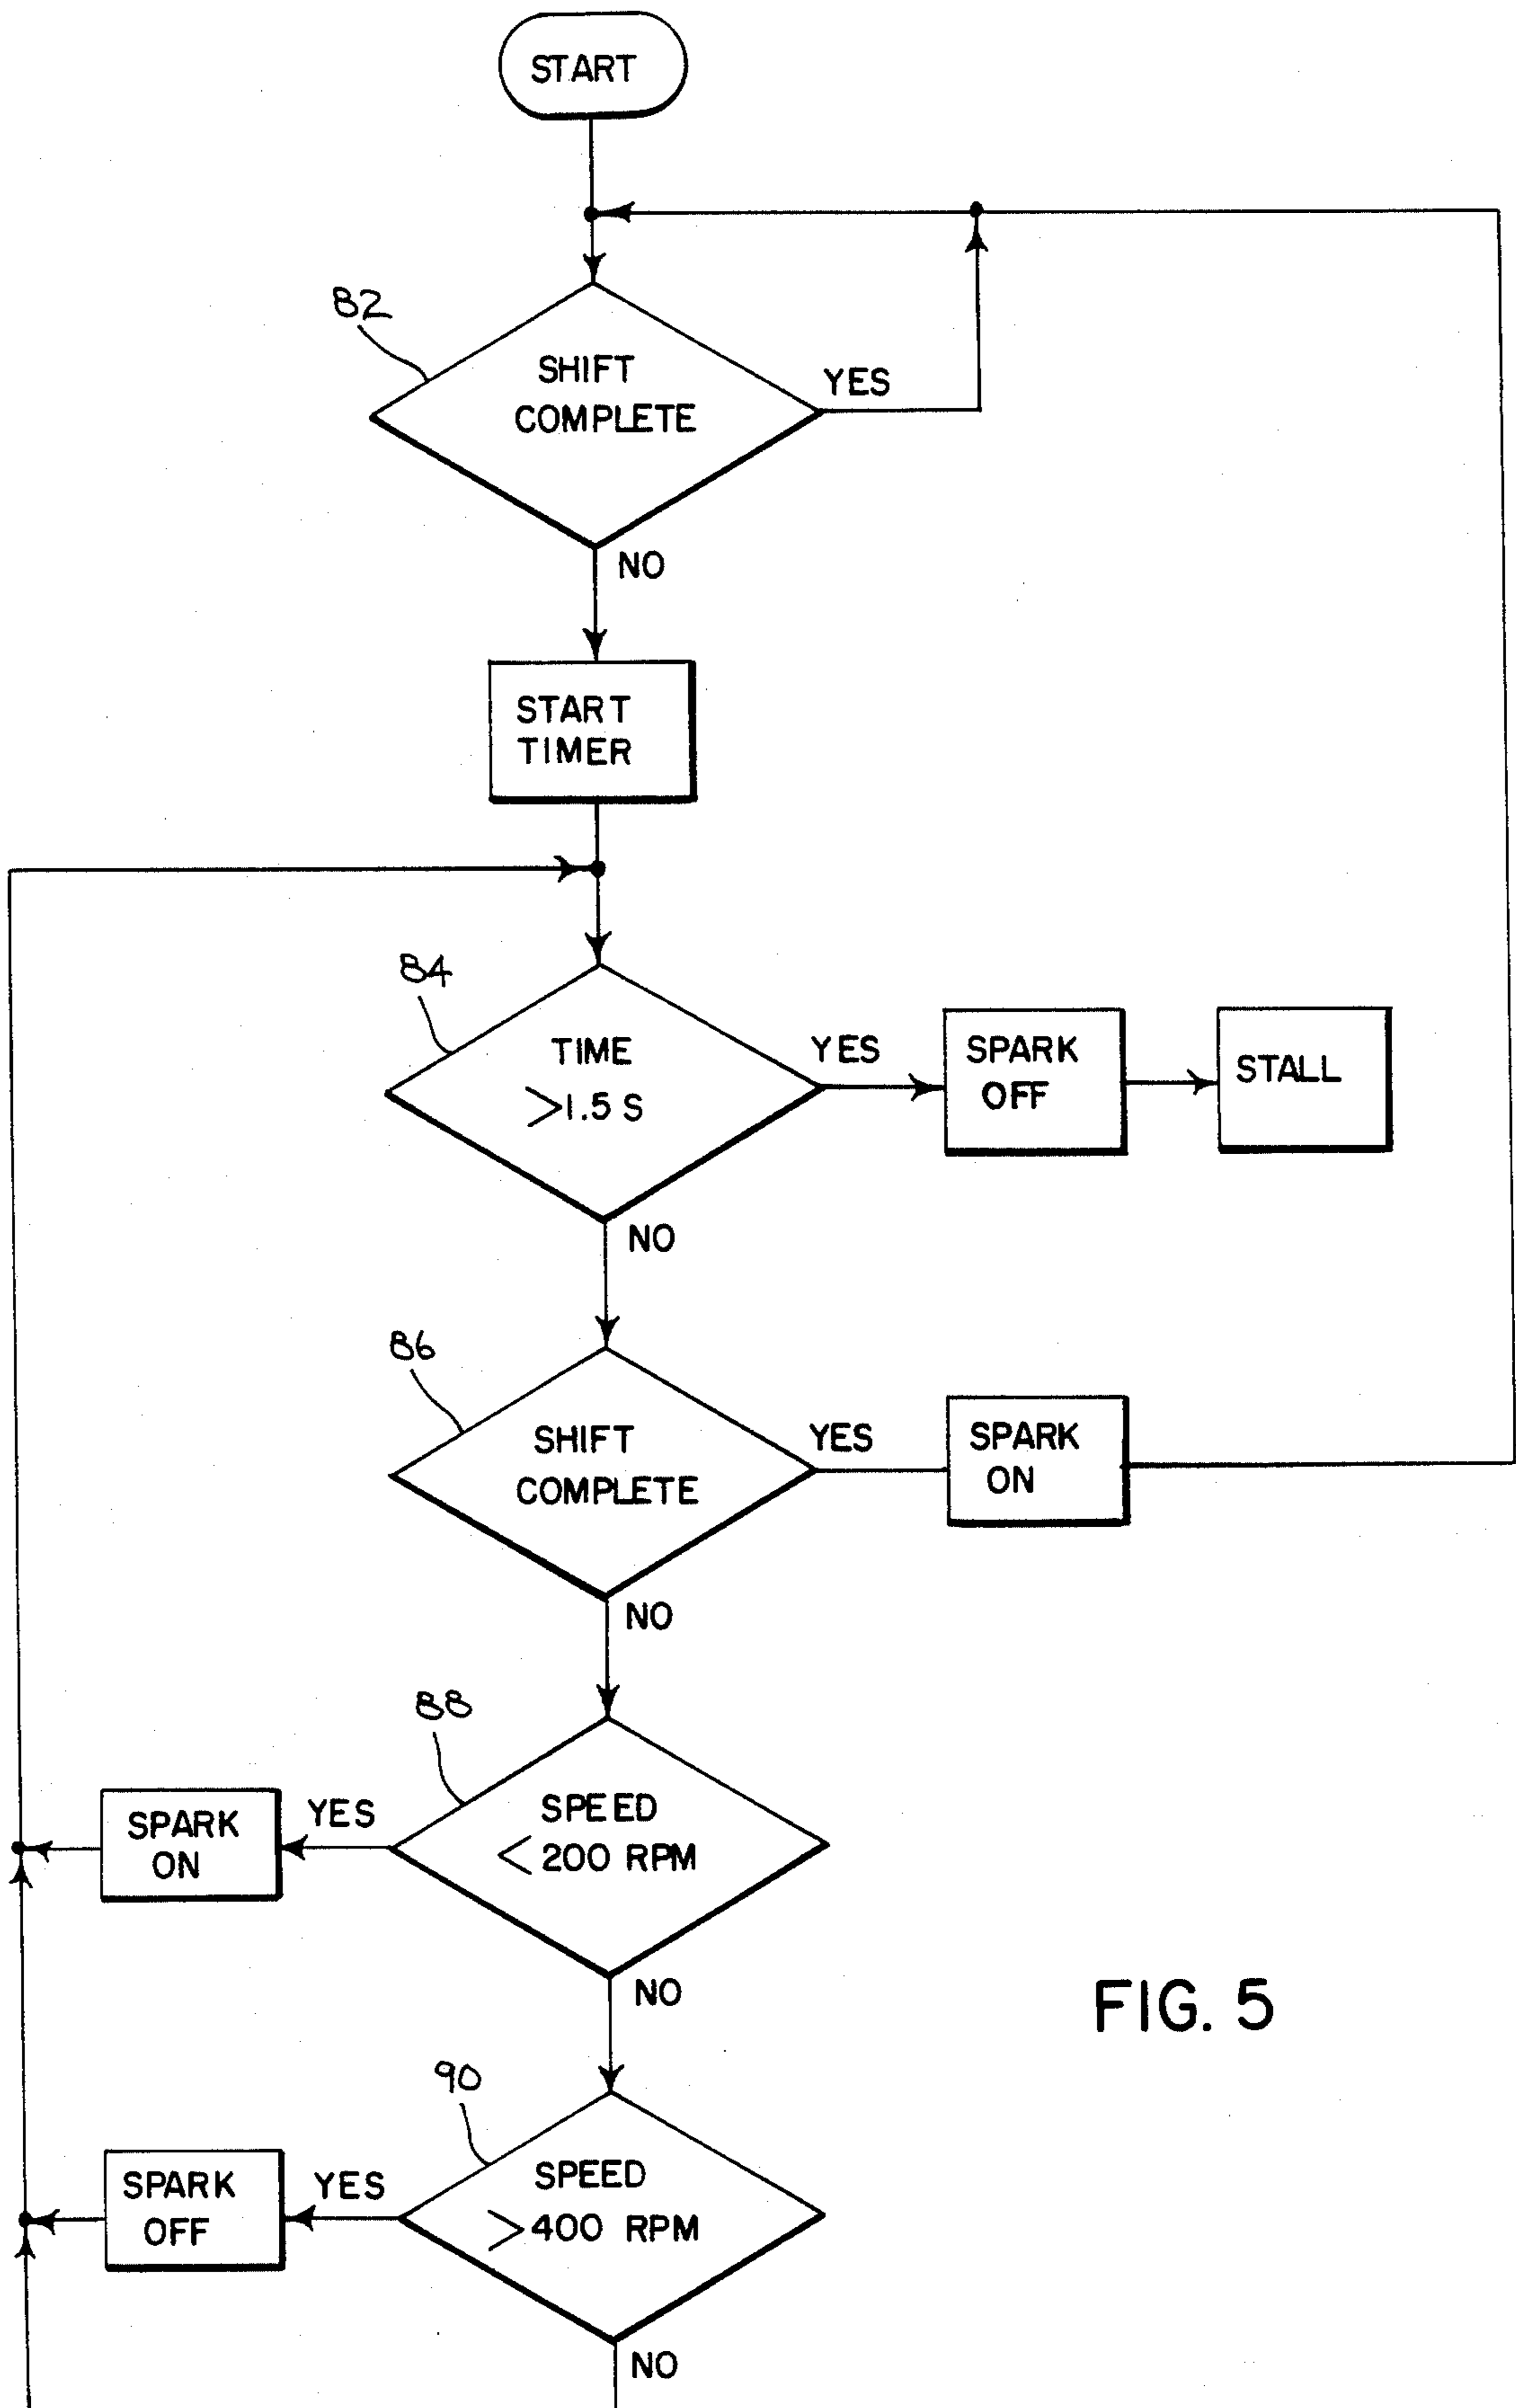 START
82
SHIFT
COMPLETE
YES
NO
START
TIMER
84
TIME
>1.5 S
YES
SPARK
OFF
STALL
NO
86
SHIFT
COMPLETE
YES
SPARK
ON
NO
88
SPEED
<200 RPM
YES
SPARK
ON
NO
FIG. 5
90
SPEED
>400 RPM
YES
SPARK
OFF
NO